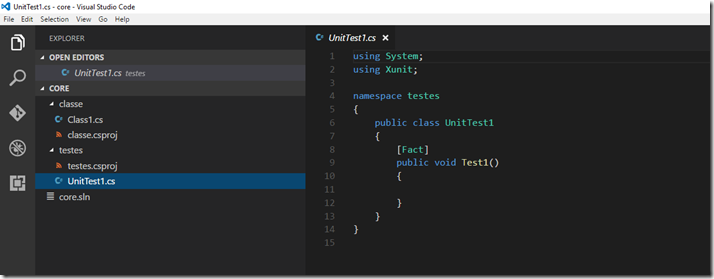 UnitTest1.cs - core - Visual Studio Code
File Edit Selection View Go Help
EXPLORER
OPEN EDITORS
UnitTest1.cs testes
CORE
classe
Class1.cs
classe.csproj
testes
testes.csproj
UnitTest1.cs
core.sln
UnitTest1.cs
1 using System;
2 using Xunit;
3
4 namespace testes
5 {
6 public class UnitTest1
7 {
8 [Fact]
9 public void Test1()
10 {
11
12 }
13 }
14 }
15